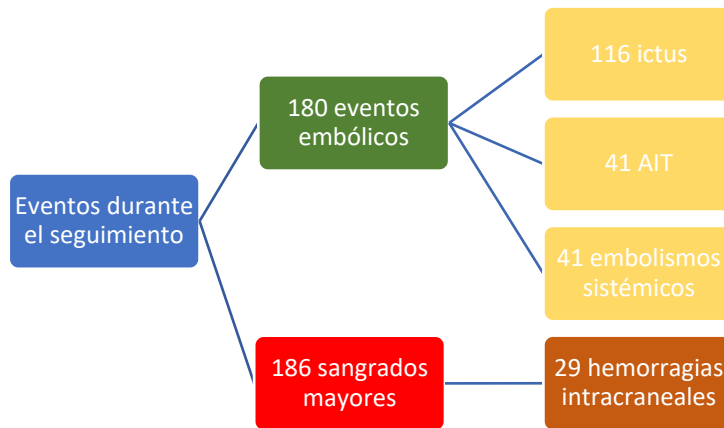 116 ictus
180 eventos
embólicos
41 AIT
Eventos durante
el seguimiento
41 embolismos
sistémicos
186 sangrados
mayores
29 hemorragias
intracraneales